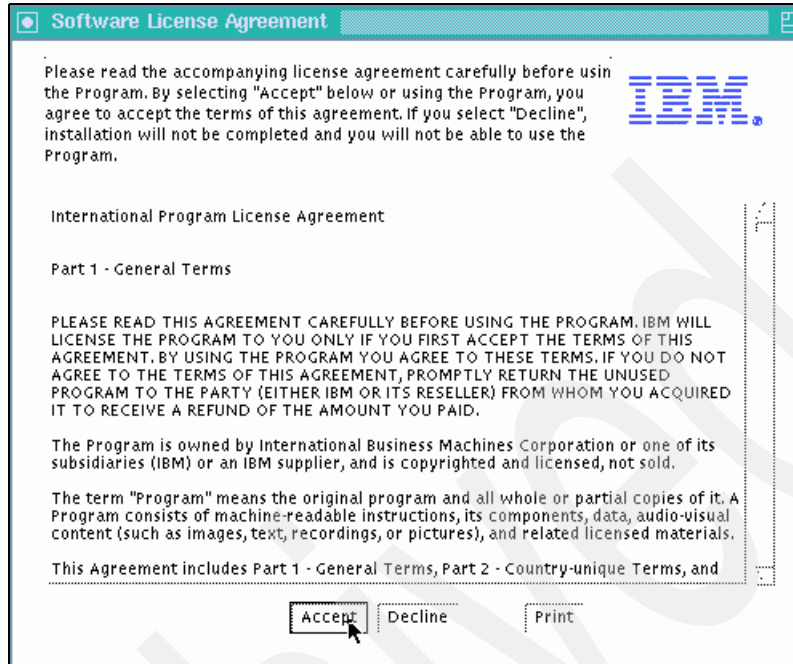 Software License Agreement
Please read the accompanying license agreement carefully before usin
the Program. By selecting "Accept" below or using the Program, you
agree to accept the terms of this agreement. If you select "Decline",
installation will not be completed and you will not be able to use the
Program.
IBM.
International Program License Agreement
Part 1 - General Terms
PLEASE READ THIS AGREEMENT CAREFULLY BEFORE USING THE PROGRAM. IBM WILL
LICENSE THE PROGRAM TO YOU ONLY IF YOU FIRST ACCEPT THE TERMS OF THIS
AGREEMENT. BY USING THE PROGRAM YOU AGREE TO THESE TERMS. IF YOU DO NOT
AGREE TO THE TERMS OF THIS AGREEMENT, PROMPTLY RETURN THE UNUSED
PROGRAM TO THE PARTY (EITHER IBM OR ITS RESELLER) FROM WHOM YOU ACQUIRED
IT TO RECEIVE A REFUND OF THE AMOUNT YOU PAID.
The Program is owned by International Business Machines Corporation or one of its
subsidiaries (IBM) or an IBM supplier, and is copyrighted and licensed, not sold.
The term "Program" means the original program and all whole or partial copies of it. A
Program consists of machine-readable instructions, its components, data, audio-visual
content (such as images, text, recordings, or pictures), and related licensed materials.
This Agreement includes Part 1 - General Terms, Part 2 - Country-unique Terms, and
Accept Decline Print